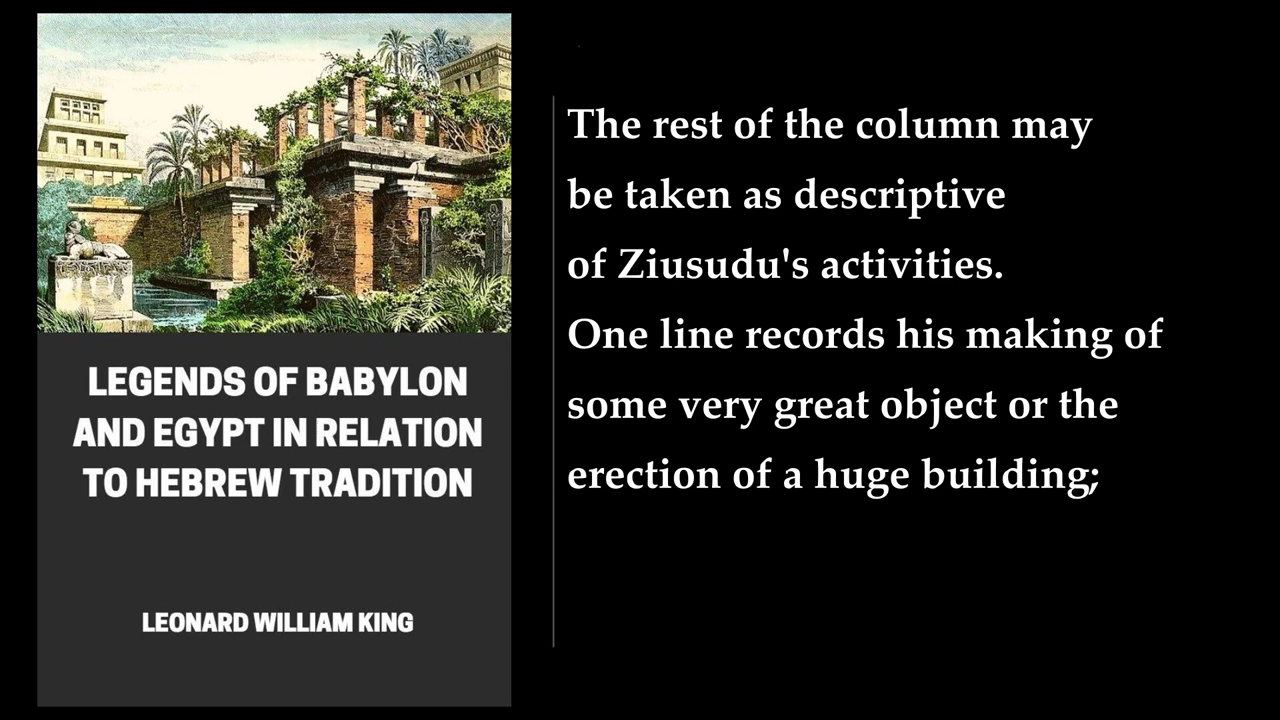 LEGENDS OF BABYLON
AND EGYPT IN RELATION
TO HEBREW TRADITION
LEONARD WILLIAM KING
The rest of the column may
be taken as descriptive
of Ziusudu's activities.
One line records his making of
some very great object or the
erection of a huge building;